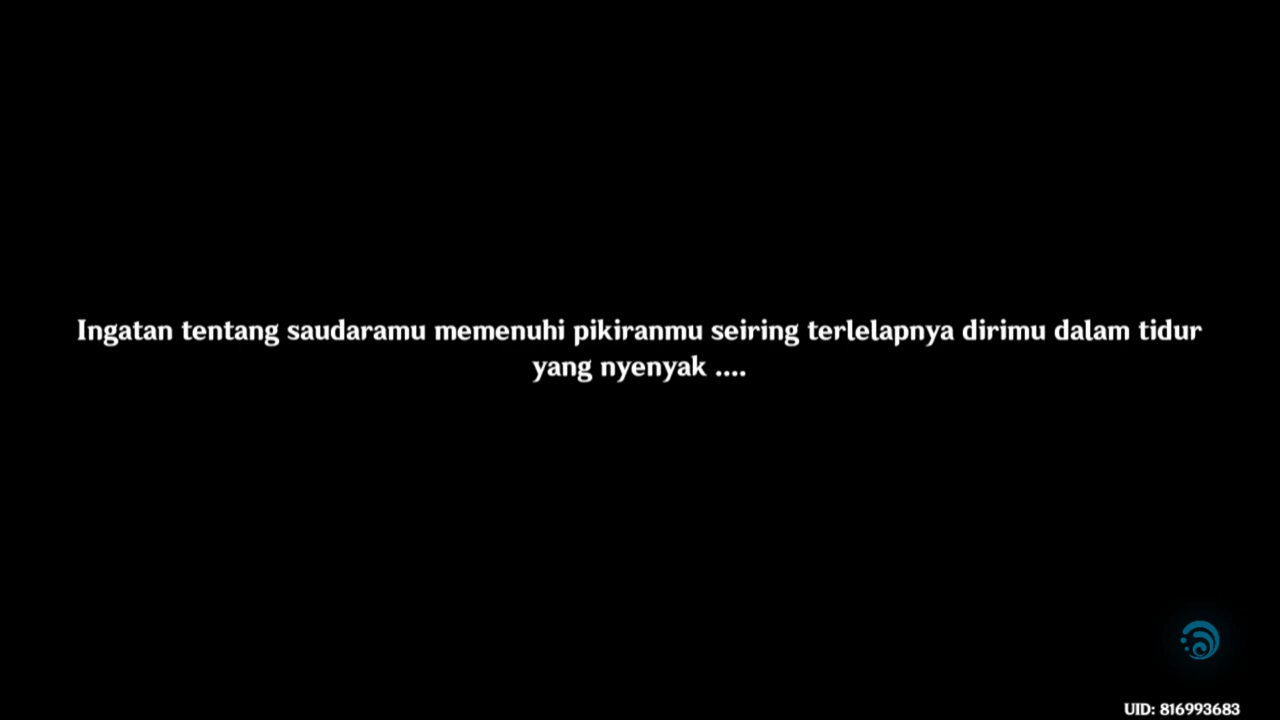 Ingatan tentang saudaramu memenuhi pikiranmu seiring terlelapnya dirimu dalam tidur
yang nyenyak ....
UID: 816993683